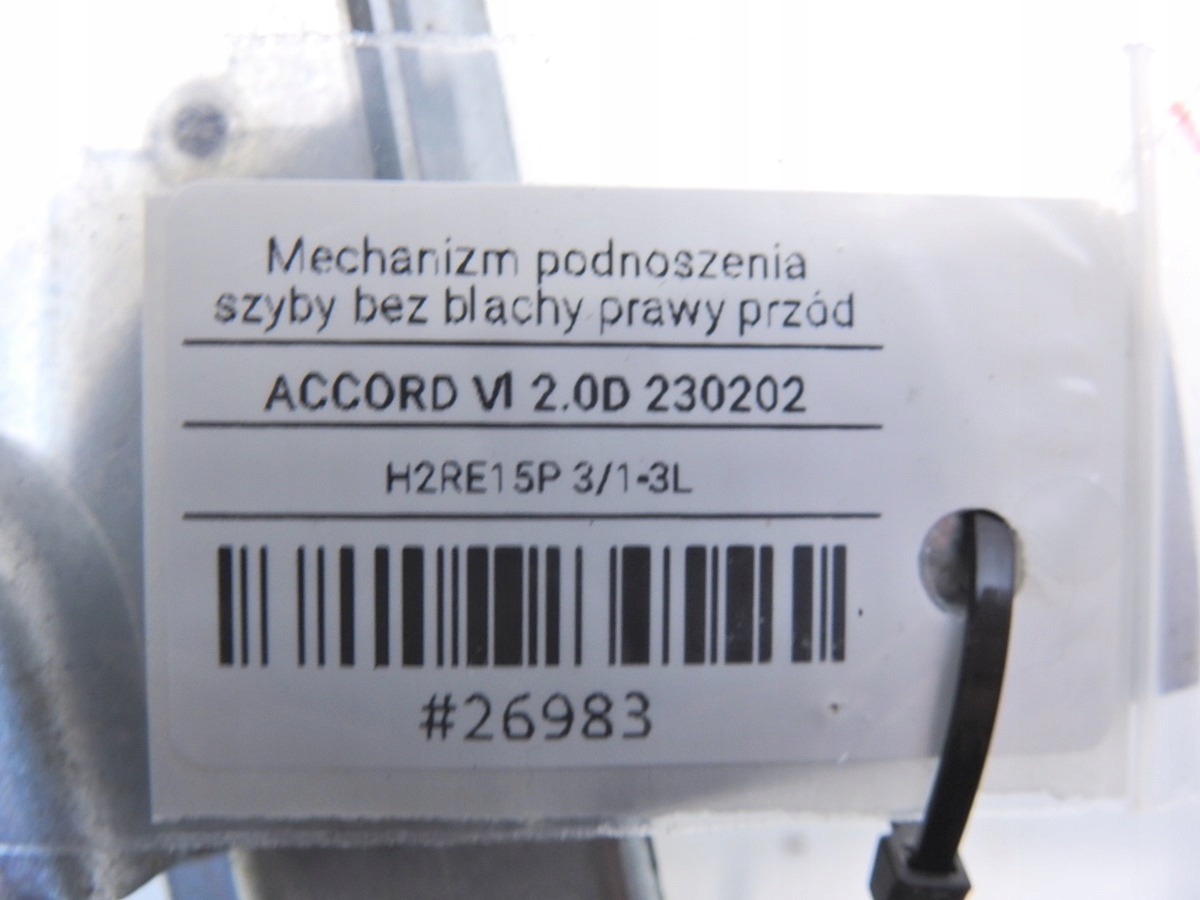 Mechanizm podnoszenia
szyby bez blachy prawy przód
ACCORD VI 2.0D 230202
H2RE15P 3/1-3L
#26983